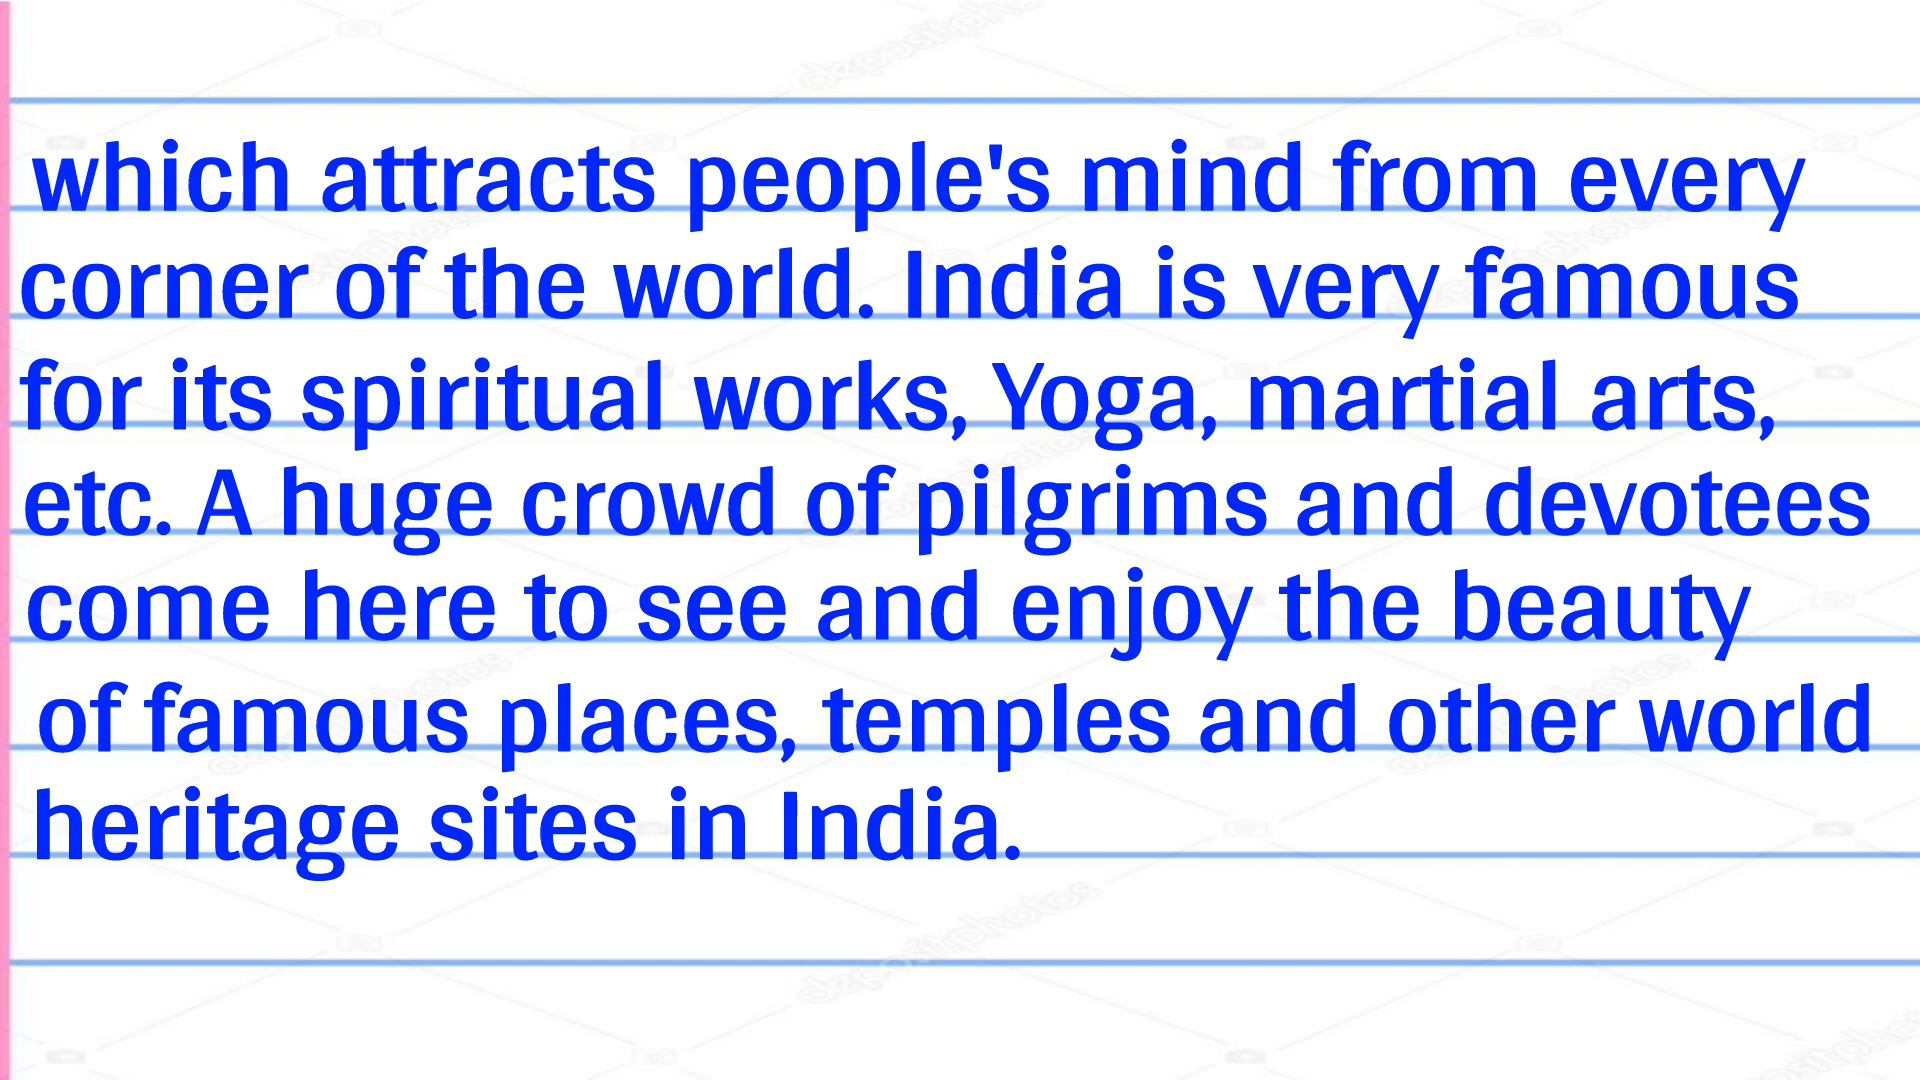 which attracts people's mind from every
corner of the world. India is very famous
for its spiritual works, Yoga, martial arts,
etc. A huge crowd of pilgrims and devotees
come here to see and enjoy the beauty
of famous places, temples and other world
heritage sites in India.
depositphotos